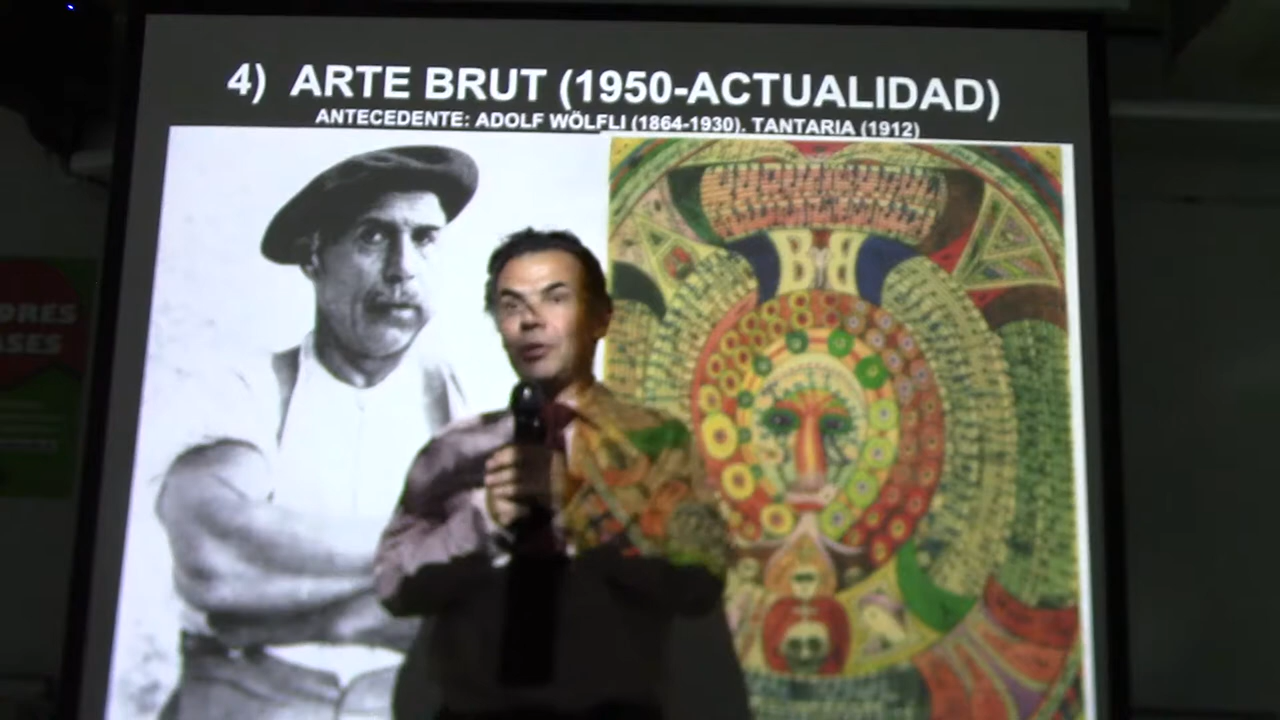 4) ARTE BRUT (1950-ACTUALIDAD)
ANTECEDENTE: ADOLF WÖLFLI (1864-1930). TANTARIA (1912)
B B